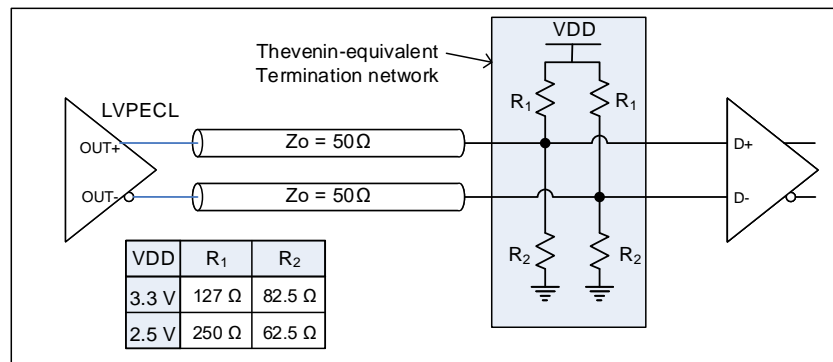 VDD
Thevenin-equivalent
Termination network
R₁ R₁
LVPECL
OUT+
Zo = 50Ω
D+
OUT-
Zo = 50Ω
D-
R₂ R₂
VDD R₁ R₂
3.3 V 127 Ω 82.5 Ω
2.5 V 250 Ω 62.5 Ω